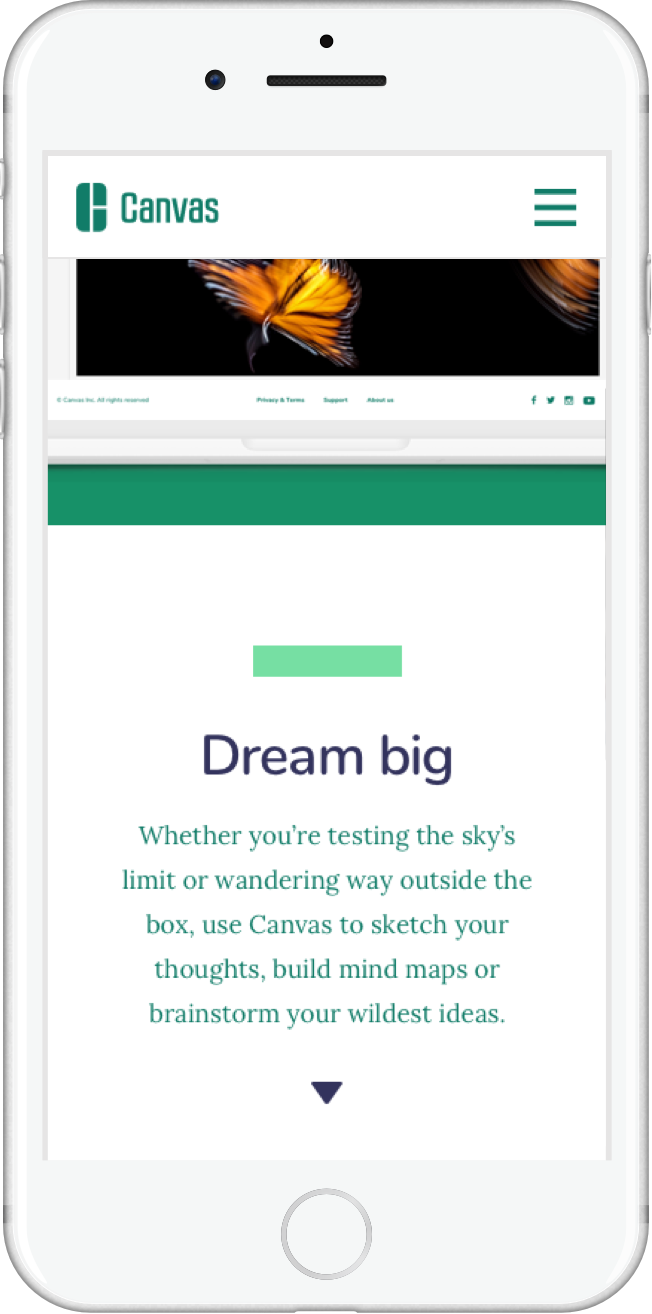 Canvas
© Canvas Inc. All rights reserved Privacy & Terms Support About us
Dream big
Whether you’re testing the sky’s
limit or wandering way outside the
box, use Canvas to sketch your
thoughts, build mind maps or
brainstorm your wildest ideas.